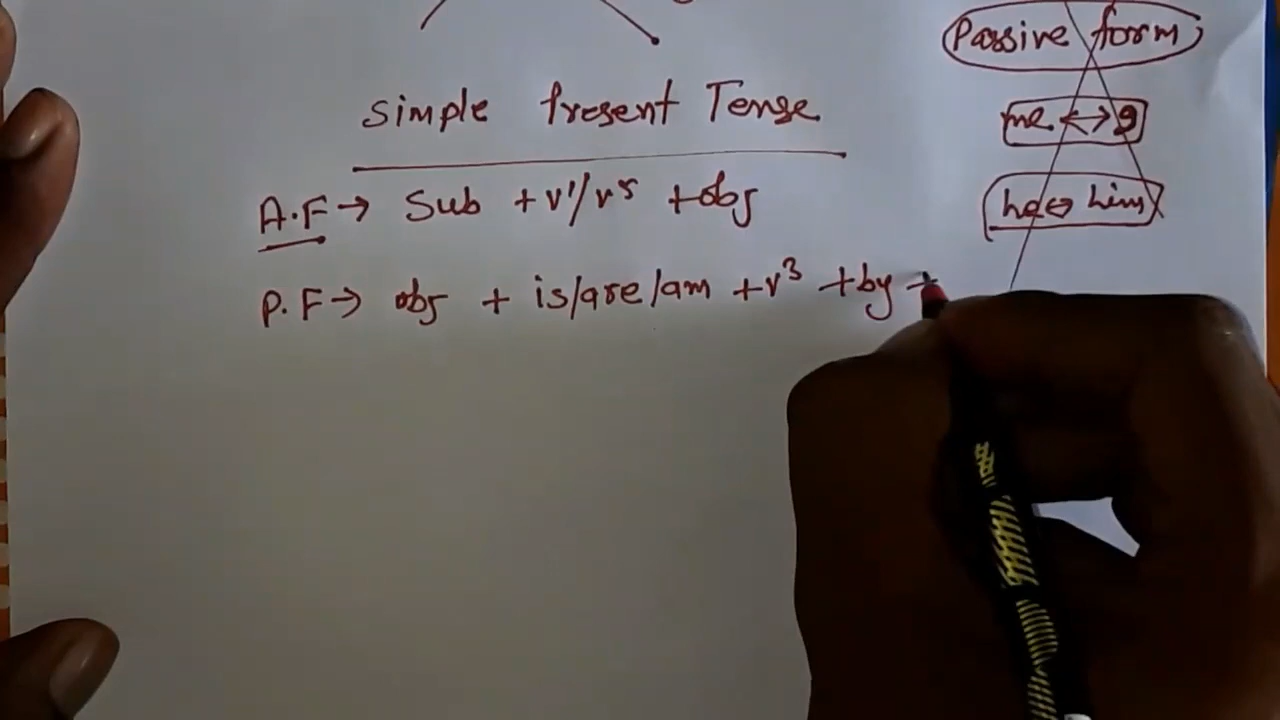 Passive form
Simple Present Tense
me ↔ I
A.F → Sub + v¹/v⁵ + obj
he ↔ him
P.F → obj + is/are/am + v³ + by +